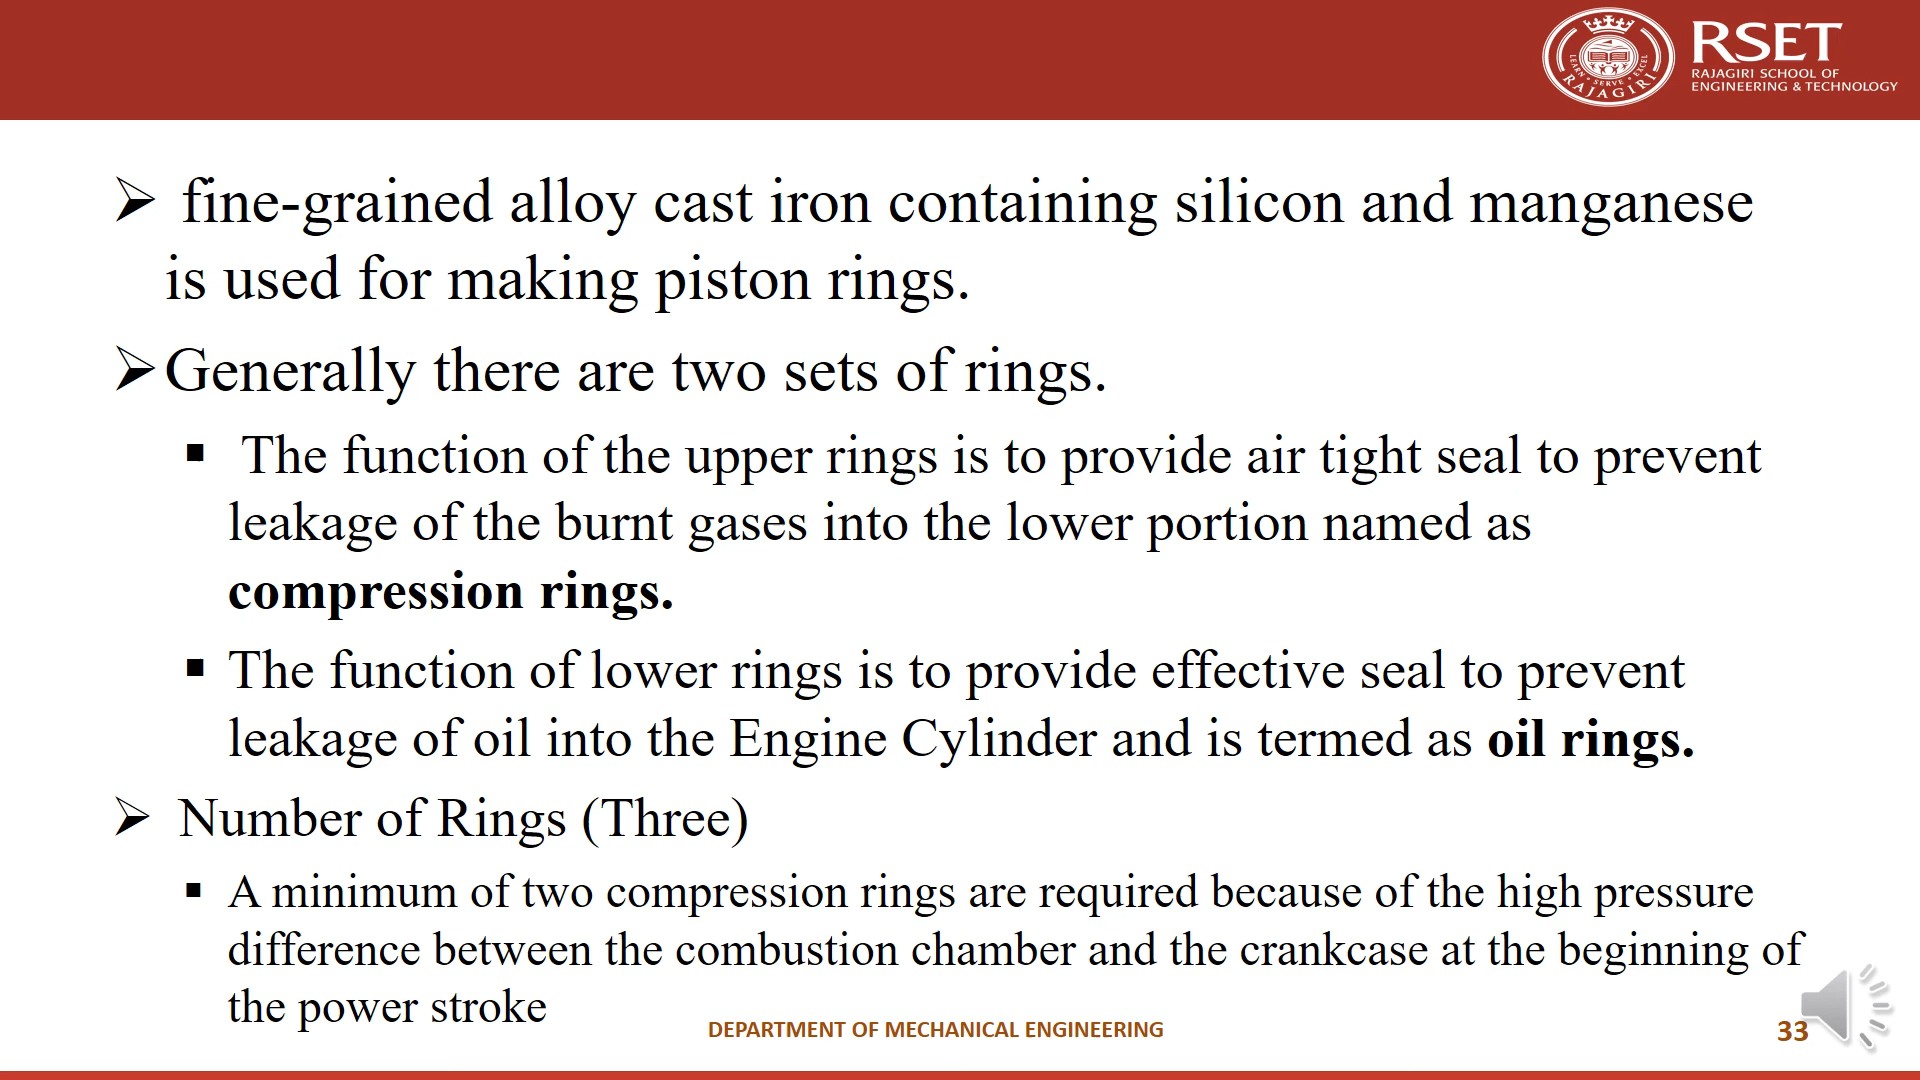 RSET
RAJAGIRI SCHOOL OF
ENGINEERING & TECHNOLOGY
LEARN • SERVE • EXCEL
RAJAGIRI
➢ fine-grained alloy cast iron containing silicon and manganese
is used for making piston rings.
➢ Generally there are two sets of rings.
▪ The function of the upper rings is to provide air tight seal to prevent
leakage of the burnt gases into the lower portion named as
compression rings.
▪ The function of lower rings is to provide effective seal to prevent
leakage of oil into the Engine Cylinder and is termed as oil rings.
➢ Number of Rings (Three)
▪ A minimum of two compression rings are required because of the high pressure
difference between the combustion chamber and the crankcase at the beginning of
the power stroke
DEPARTMENT OF MECHANICAL ENGINEERING
33